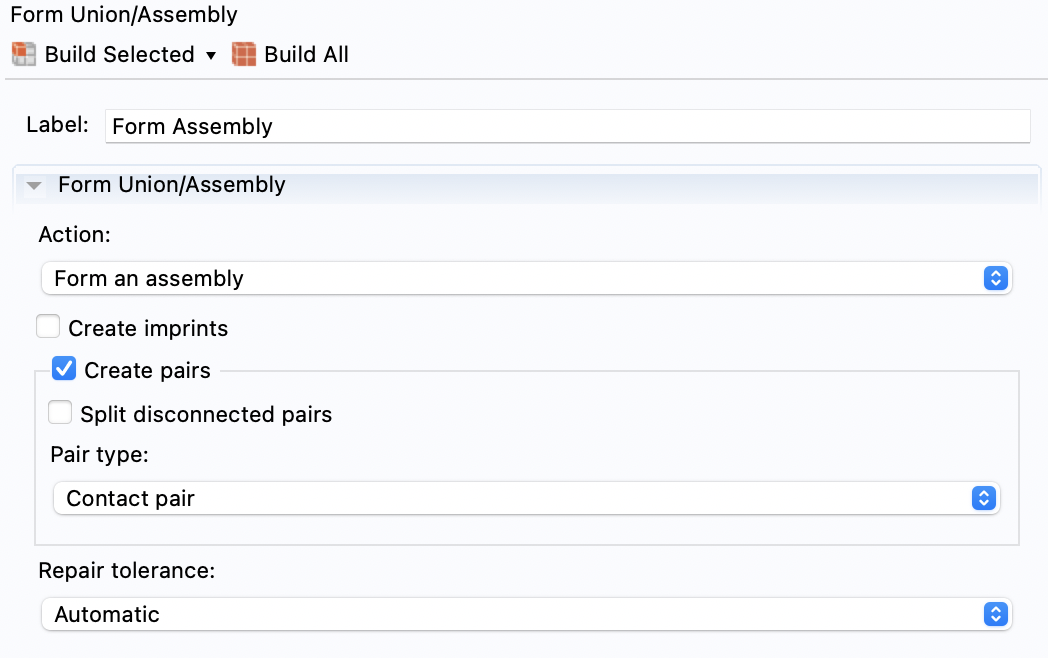 Form Union/Assembly
Build Selected ▼ Build All
Label: Form Assembly
Form Union/Assembly
Action:
Form an assembly
Create imprints
Create pairs
Split disconnected pairs
Pair type:
Contact pair
Repair tolerance:
Automatic